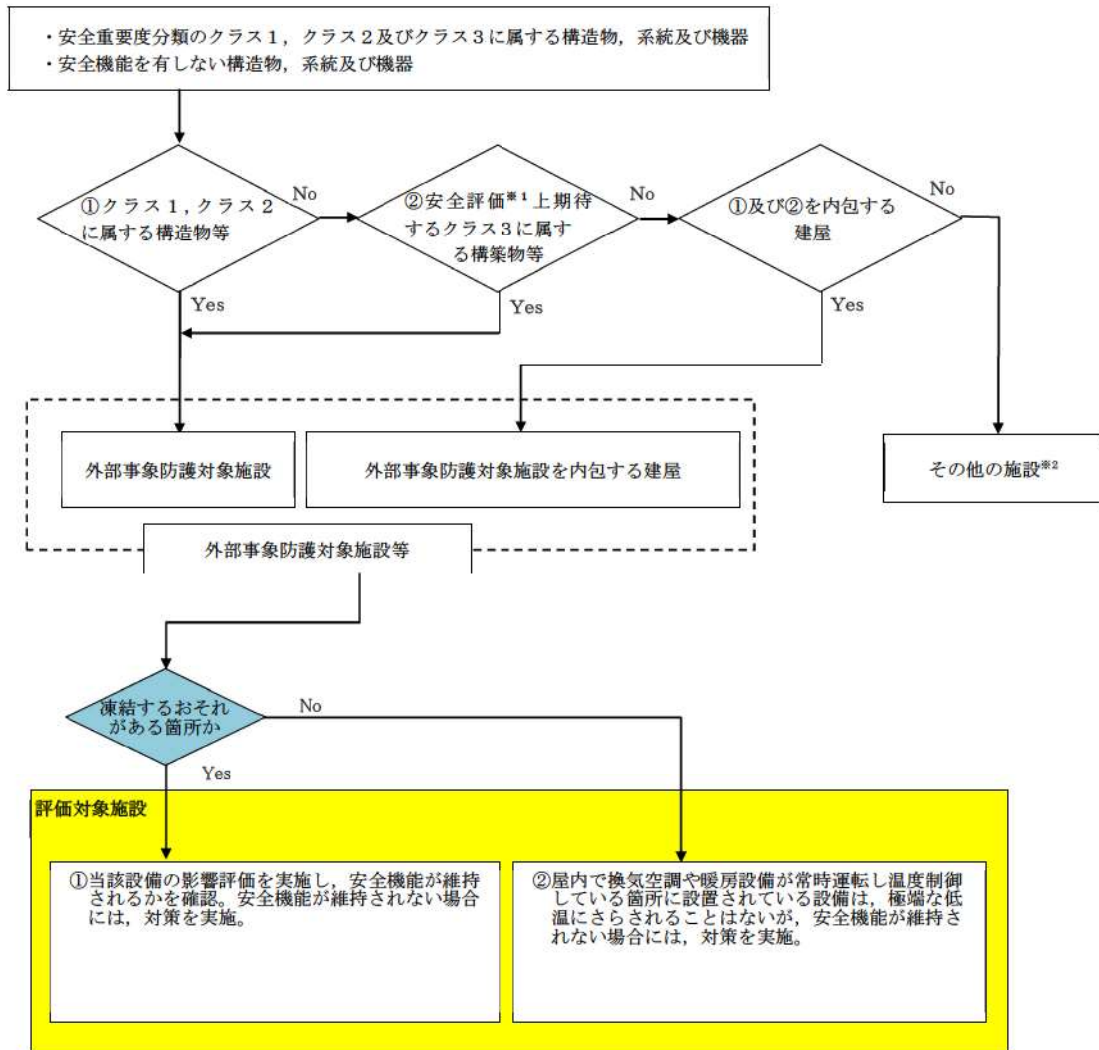 ・安全重要度分類のクラス１，クラス２及びクラス３に属する構造物，系統及び機器
・安全機能を有しない構造物，系統及び機器
①クラス１，クラス２
に属する構造物等
No
②安全評価※1上期待
するクラス３に属す
る構築物等
No
①及び②を内包する
建屋
No
Yes
Yes
Yes
外部事象防護対象施設
外部事象防護対象施設を内包する建屋
その他の施設※2
外部事象防護対象施設等
凍結するおそれ
がある箇所か
No
Yes
評価対象施設
①当該設備の影響評価を実施し，安全機能が維持
されるかを確認。安全機能が維持されない場合
には，対策を実施。
②屋内で換気空調や暖房設備が常時運転し温度制御
している箇所に設置されている設備は，極端な低
温にさらされることはないが，安全機能が維持さ
れない場合には，対策を実施。